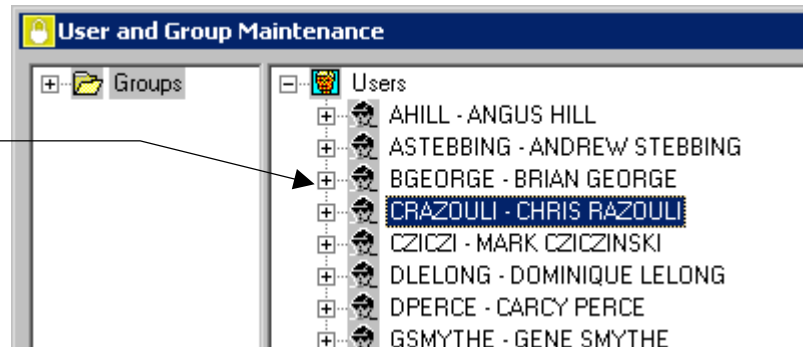 User and Group Maintenance
Groups
Users
AHILL - ANGUS HILL
ASTEBBING - ANDREW STEBBING
BGEORGE - BRIAN GEORGE
CRAZOULI - CHRIS RAZOULI
CZICZI - MARK CZICZINSKI
DLELONG - DOMINIQUE LELONG
DPERCE - CARCY PERCE
GSMYTHE - GENE SMYTHE